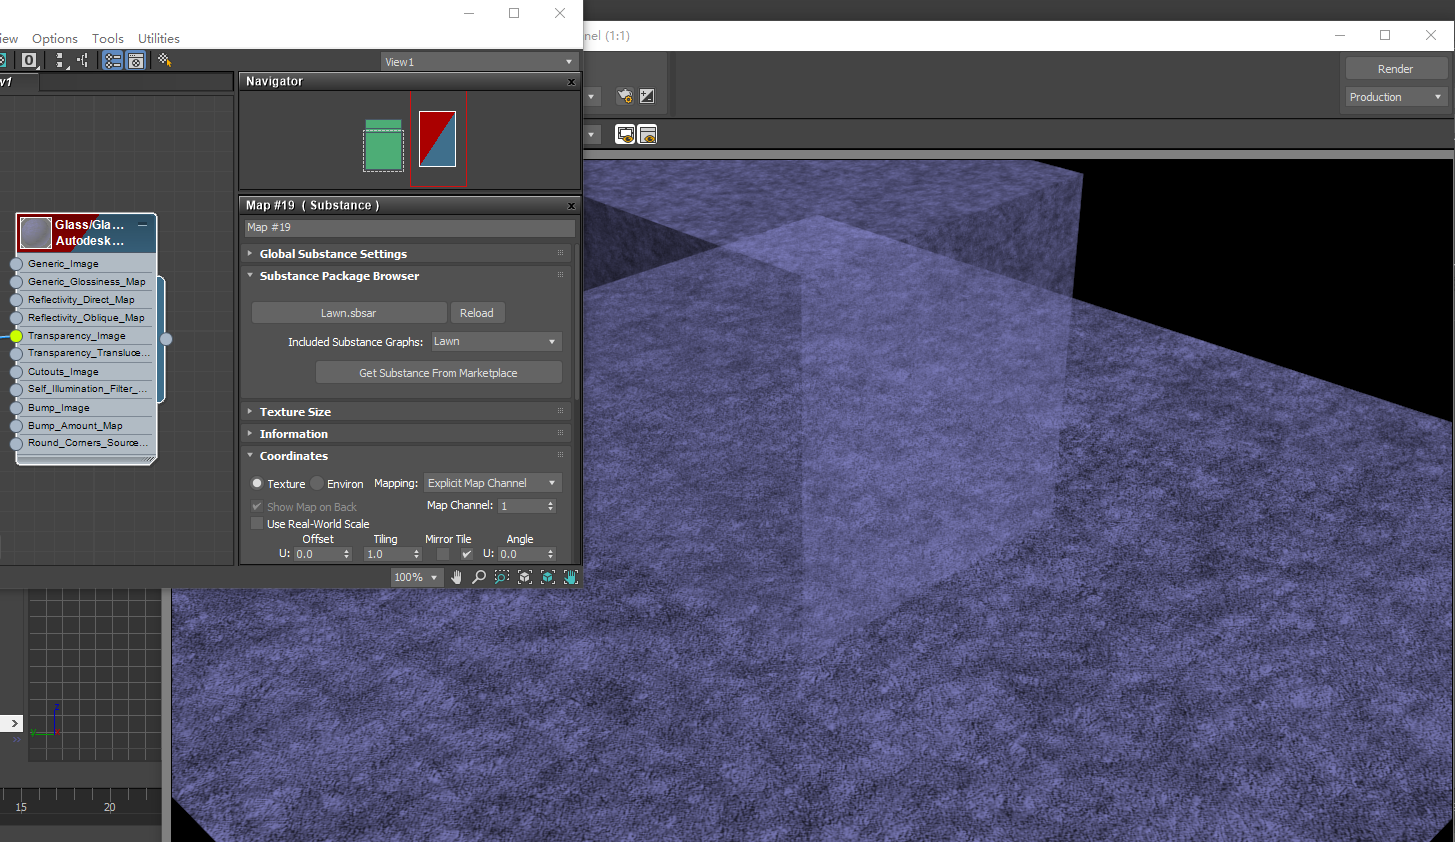 iew Options Tools Utilities
nel (1:1)
0
View1
Render
Production
w1
Navigator
Map #19 ( Substance )
Map #19
Global Substance Settings
Substance Package Browser
Lawn.sbsar Reload
Included Substance Graphs: Lawn
Get Substance From Marketplace
Texture Size
Information
Coordinates
Texture Environ Mapping: Explicit Map Channel
Show Map on Back Map Channel: 1
Use Real-World Scale
Offset Tiling Mirror Tile Angle
U: 0.0 1.0 U: 0.0
100%
Glass/Gla...
Autodesk...
Generic_Image
Generic_Glossiness_Map
Reflectivity_Direct_Map
Reflectivity_Oblique_Map
Transparency_Image
Transparency_Transluce...
Cutouts_Image
Self_Illumination_Filter_...
Bump_Image
Bump_Amount_Map
Round_Corners_Source...
z
y
15 20